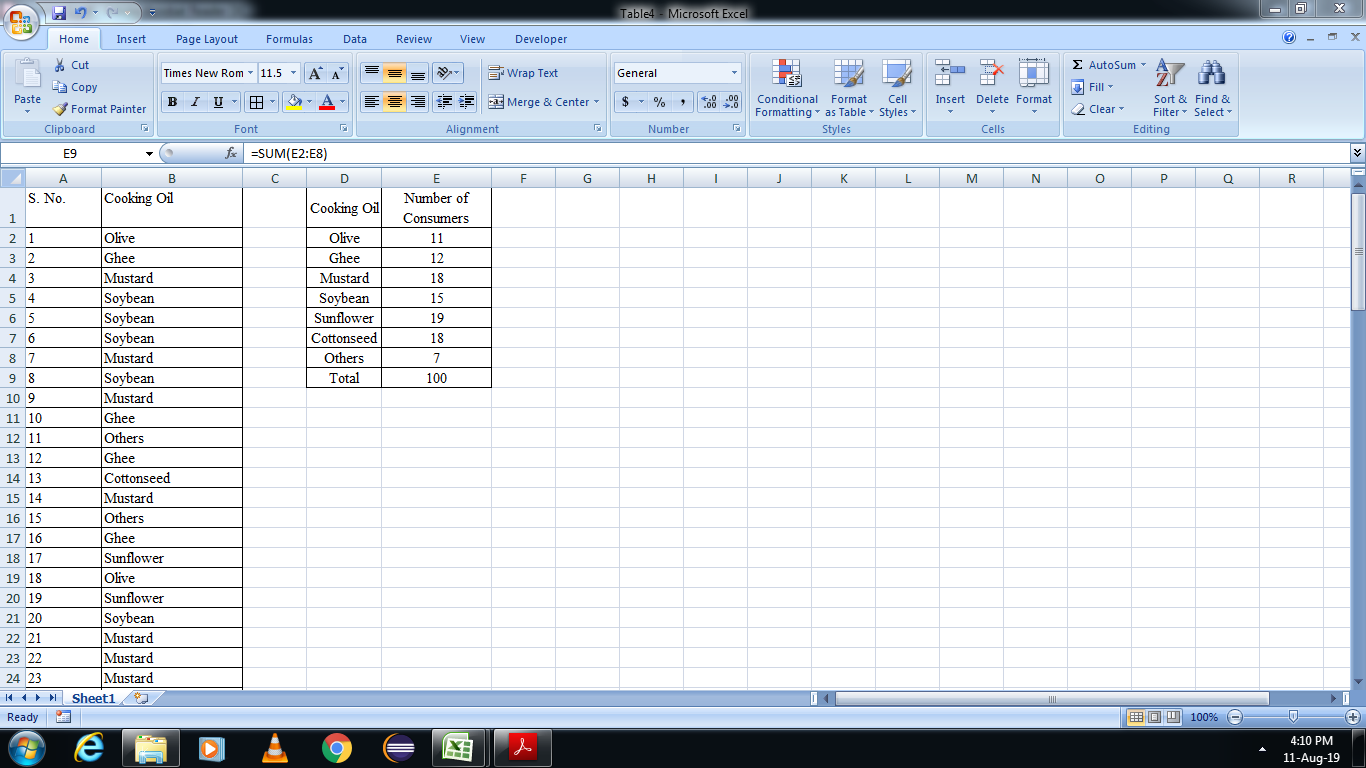 Table4 - Microsoft Excel
Home Insert Page Layout Formulas Data Review View Developer
Paste Cut Copy Format Painter
Clipboard
Times New Rom 11.5 A A
B I U A
Font
Wrap Text
Merge & Center
Alignment
General
$ % , .0 .00 .00 .0
Number
Conditional Formatting Format as Table Cell Styles
Styles
Insert Delete Format
Cells
Σ AutoSum Fill Clear
Sort & Filter Find & Select
Editing
E9 fx =SUM(E2:E8)
A B C D E F G H I J K L M N O P Q R
1 S. No. Cooking Oil Cooking Oil Number of Consumers
2 1 Olive Olive 11
3 2 Ghee Ghee 12
4 3 Mustard Mustard 18
5 4 Soybean Soybean 15
6 5 Soybean Sunflower 19
7 6 Soybean Cottonseed 18
8 7 Mustard Others 7
9 8 Soybean Total 100
10 9 Mustard
11 10 Ghee
12 11 Others
13 12 Ghee
14 13 Cottonseed
15 14 Mustard
16 15 Others
17 16 Ghee
18 17 Sunflower
19 18 Olive
20 19 Sunflower
21 20 Soybean
22 21 Mustard
23 22 Mustard
24 23 Mustard
Sheet1
Ready 100%
4:10 PM
11-Aug-19